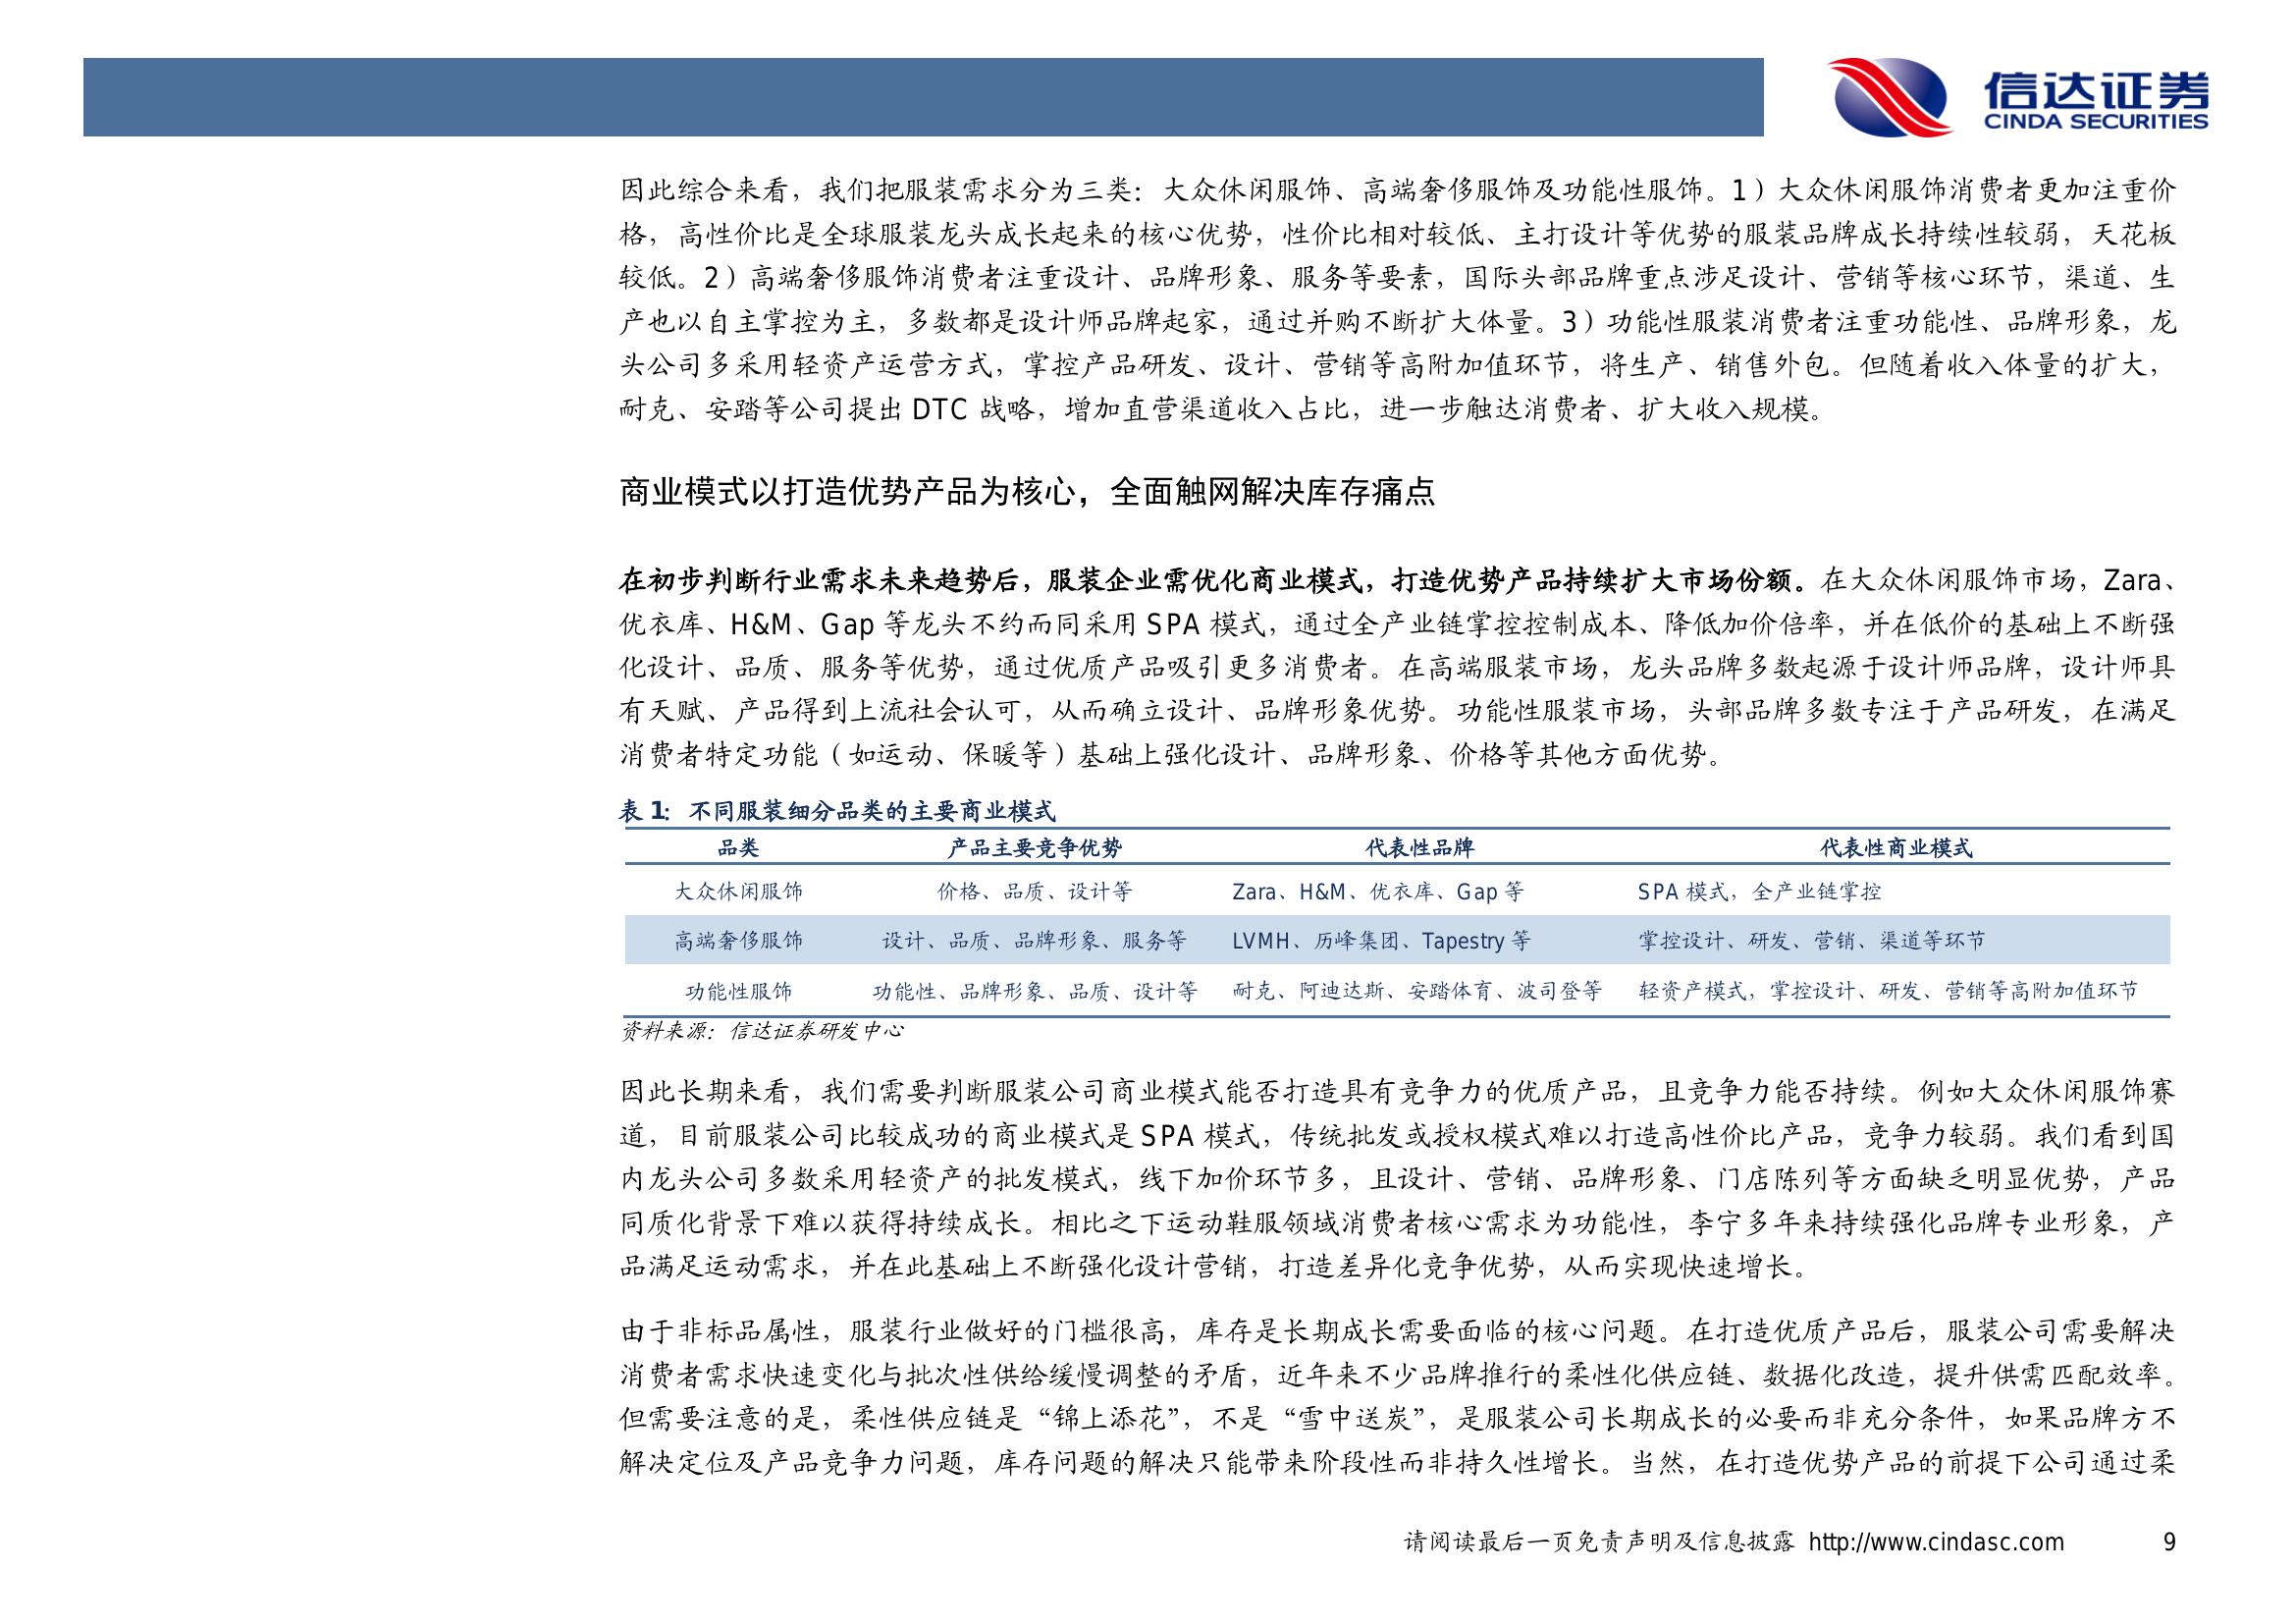 信达证券
CINDA SECURITIES
因此综合来看，我们把服装需求分为三类：大众休闲服饰、高端奢侈服饰及功能性服饰。1）大众休闲服饰消费者更加注重价
格，高性价比是全球服装龙头成长起来的核心优势，性价比相对较低、主打设计等优势的服装品牌成长持续性较弱，天花板
较低。2）高端奢侈服饰消费者注重设计、品牌形象、服务等要素，国际头部品牌重点涉足设计、营销等核心环节，渠道、生
产也以自主掌控为主，多数都是设计师品牌起家，通过并购不断扩大体量。3）功能性服装消费者注重功能性、品牌形象，龙
头公司多采用轻资产运营方式，掌控产品研发、设计、营销等高附加值环节，将生产、销售外包。但随着收入体量的扩大，
耐克、安踏等公司提出 DTC 战略，增加直营渠道收入占比，进一步触达消费者、扩大收入规模。
商业模式以打造优势产品为核心，全面触网解决库存痛点
在初步判断行业需求未来趋势后，服装企业需优化商业模式，打造优势产品持续扩大市场份额。在大众休闲服饰市场，Zara、
优衣库、H&M、Gap 等龙头不约而同采用 SPA 模式，通过全产业链掌控控制成本、降低加价倍率，并在低价的基础上不断强
化设计、品质、服务等优势，通过优质产品吸引更多消费者。在高端服装市场，龙头品牌多数起源于设计师品牌，设计师具
有天赋、产品得到上流社会认可，从而确立设计、品牌形象优势。功能性服装市场，头部品牌多数专注于产品研发，在满足
消费者特定功能（如运动、保暖等）基础上强化设计、品牌形象、价格等其他方面优势。
表 1：不同服装细分品类的主要商业模式
品类 产品主要竞争优势 代表性品牌 代表性商业模式
大众休闲服饰 价格、品质、设计等 Zara、H&M、优衣库、Gap 等 SPA 模式，全产业链掌控
高端奢侈服饰 设计、品质、品牌形象、服务等 LVMH、历峰集团、Tapestry 等 掌控设计、研发、营销、渠道等环节
功能性服饰 功能性、品牌形象、品质、设计等 耐克、阿迪达斯、安踏体育、波司登等 轻资产模式，掌控设计、研发、营销等高附加值环节
资料来源：信达证券研发中心
因此长期来看，我们需要判断服装公司商业模式能否打造具有竞争力的优质产品，且竞争力能否持续。例如大众休闲服饰赛
道，目前服装公司比较成功的商业模式是 SPA 模式，传统批发或授权模式难以打造高性价比产品，竞争力较弱。我们看到国
内龙头公司多数采用轻资产的批发模式，线下加价环节多，且设计、营销、品牌形象、门店陈列等方面缺乏明显优势，产品
同质化背景下难以获得持续成长。相比之下运动鞋服领域消费者核心需求为功能性，李宁多年来持续强化品牌专业形象，产
品满足运动需求，并在此基础上不断强化设计营销，打造差异化竞争优势，从而实现快速增长。
由于非标品属性，服装行业做好的门槛很高，库存是长期成长需要面临的核心问题。在打造优质产品后，服装公司需要解决
消费者需求快速变化与批次性供给缓慢调整的矛盾，近年来不少品牌推行的柔性化供应链、数据化改造，提升供需匹配效率。
但需要注意的是，柔性供应链是“锦上添花”，不是“雪中送炭”，是服装公司长期成长的必要而非充分条件，如果品牌方不
解决定位及产品竞争力问题，库存问题的解决只能带来阶段性而非持久性增长。当然，在打造优势产品的前提下公司通过柔
请阅读最后一页免责声明及信息披露 http://www.cindasc.com 9